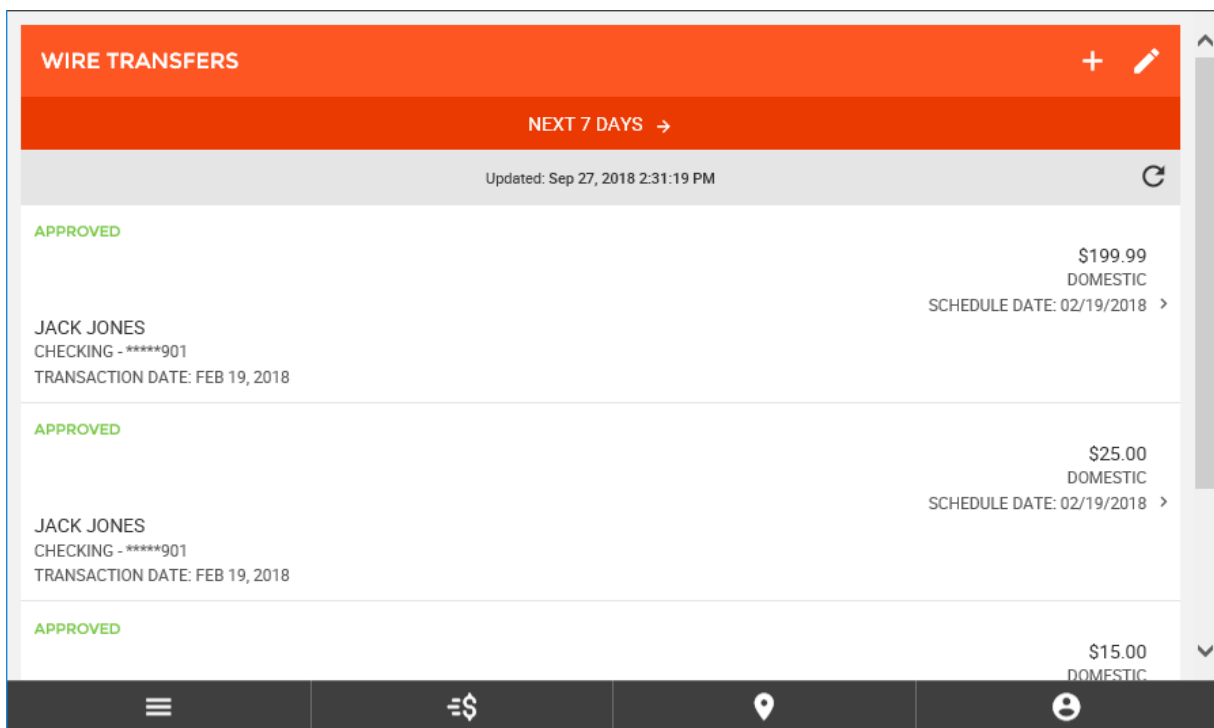 WIRE TRANSFERS
NEXT 7 DAYS →
Updated: Sep 27, 2018 2:31:19 PM
APPROVED
$199.99
DOMESTIC
SCHEDULE DATE: 02/19/2018 >
JACK JONES
CHECKING - *****901
TRANSACTION DATE: FEB 19, 2018
APPROVED
$25.00
DOMESTIC
SCHEDULE DATE: 02/19/2018 >
JACK JONES
CHECKING - *****901
TRANSACTION DATE: FEB 19, 2018
APPROVED
$15.00
DOMESTIC